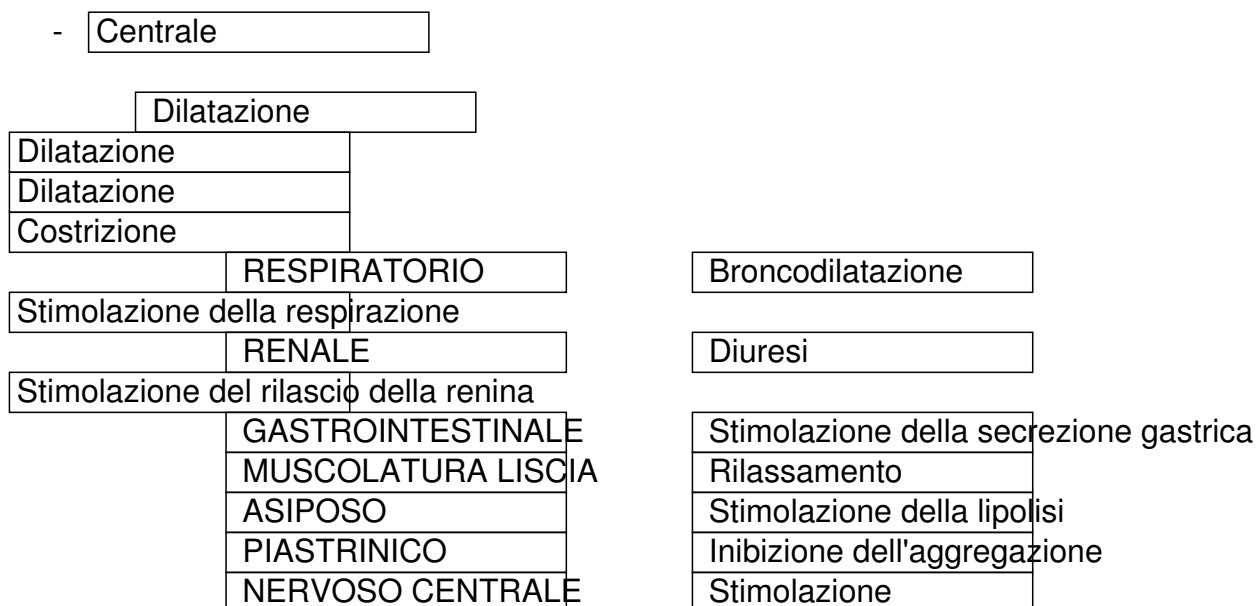 - Centrale
Dilatazione
Dilatazione
Dilatazione
Costrizione
RESPIRATORIO Broncodilatazione
Stimolazione della respirazione
RENALE Diuresi
Stimolazione del rilascio della renina
GASTROINTESTINALE Stimolazione della secrezione gastrica
MUSCOLATURA LISCIA Rilassamento
ASIPOSO Stimolazione della lipolisi
PIASTRINICO Inibizione dell'aggregazione
NERVOSO CENTRALE Stimolazione